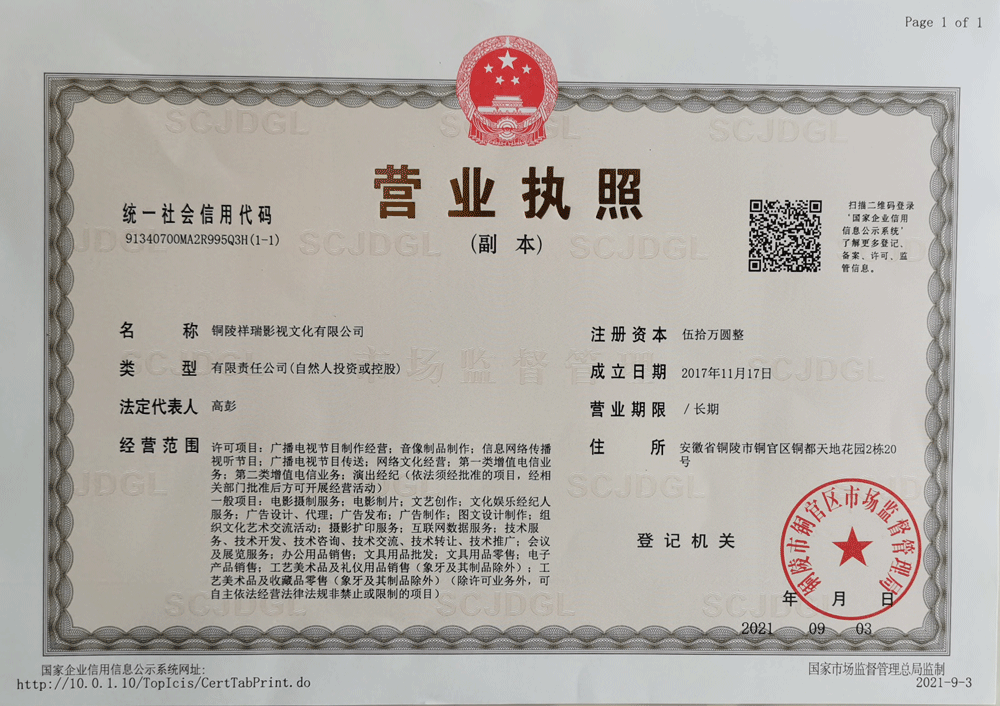 Page 1 of 1
营业执照
(副 本)
统一社会信用代码
91340700MA2R995Q3H(1-1)
扫描二维码登录
'国家企业信用
信息公示系统'
了解更多登记、
备案、许可、监
管信息。
名 称 铜陵祥瑞影视文化有限公司
类 型 有限责任公司(自然人投资或控股)
法定代表人 高彭
经营范围 许可项目：广播电视节目制作经营；音像制品制作；信息网络传播
视听节目；广播电视节目传送；网络文化经营；第一类增值电信业
务；第二类增值电信业务；演出经纪（依法须经批准的项目，经相
关部门批准后方可开展经营活动）
一般项目：电影摄制服务；电影制片；文艺创作；文化娱乐经纪人
服务；广告设计、代理；广告发布；广告制作；图文设计制作；组
织文化艺术交流活动；摄影扩印服务；互联网数据服务；技术服
务、技术开发、技术咨询、技术交流、技术转让、技术推广；会议
及展览服务；办公用品销售；文具用品批发；文具用品零售；电子
产品销售；工艺美术品及礼仪用品销售（象牙及其制品除外）；工
艺美术品及收藏品零售（象牙及其制品除外）（除许可业务外，可
自主依法经营法律法规非禁止或限制的项目）
注册资本 伍拾万圆整
成立日期 2017年11月17日
营业期限 / 长期
住 所 安徽省铜陵市铜官区铜都天地花园2栋20
号
登记机关
铜陵市铜官区市场监督管理局
年 月 日
2021 09 03
市场监督管理
SCJDGL
国家企业信用信息公示系统网址:
http://10.0.1.10/TopIcis/CertTabPrint.do
国家市场监督管理总局监制
2021-9-3